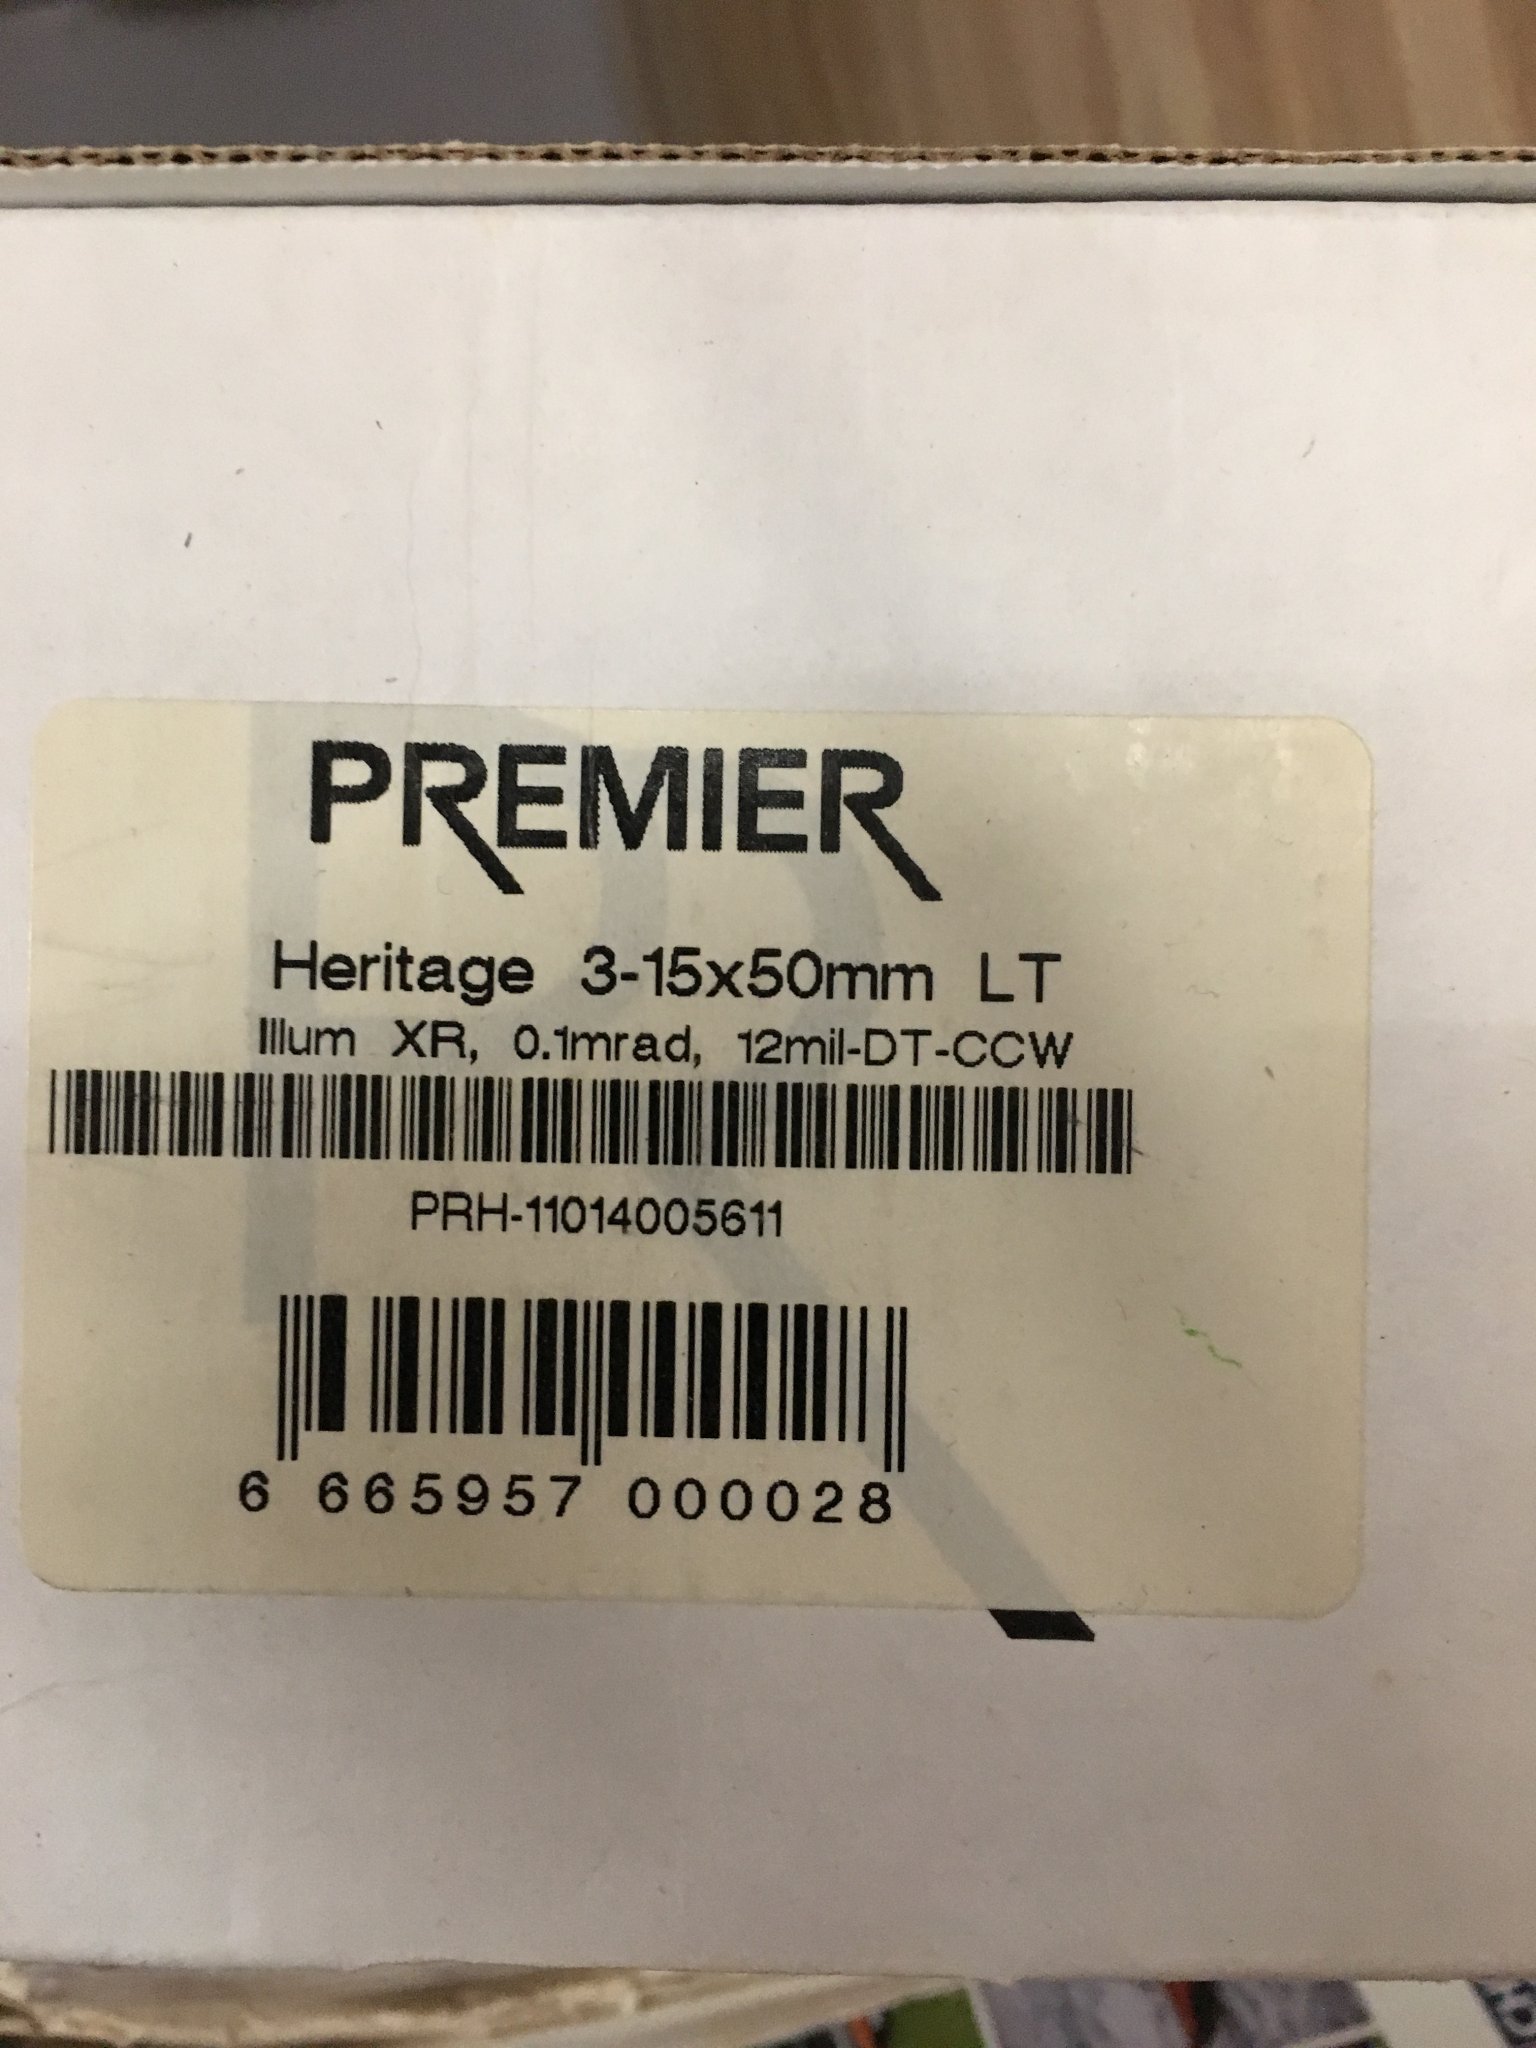 PREMIER
Heritage 3-15x50mm LT
Illum XR, 0.1mrad, 12mil-DT-CCW
PRH-11014005611
6 665957 000028